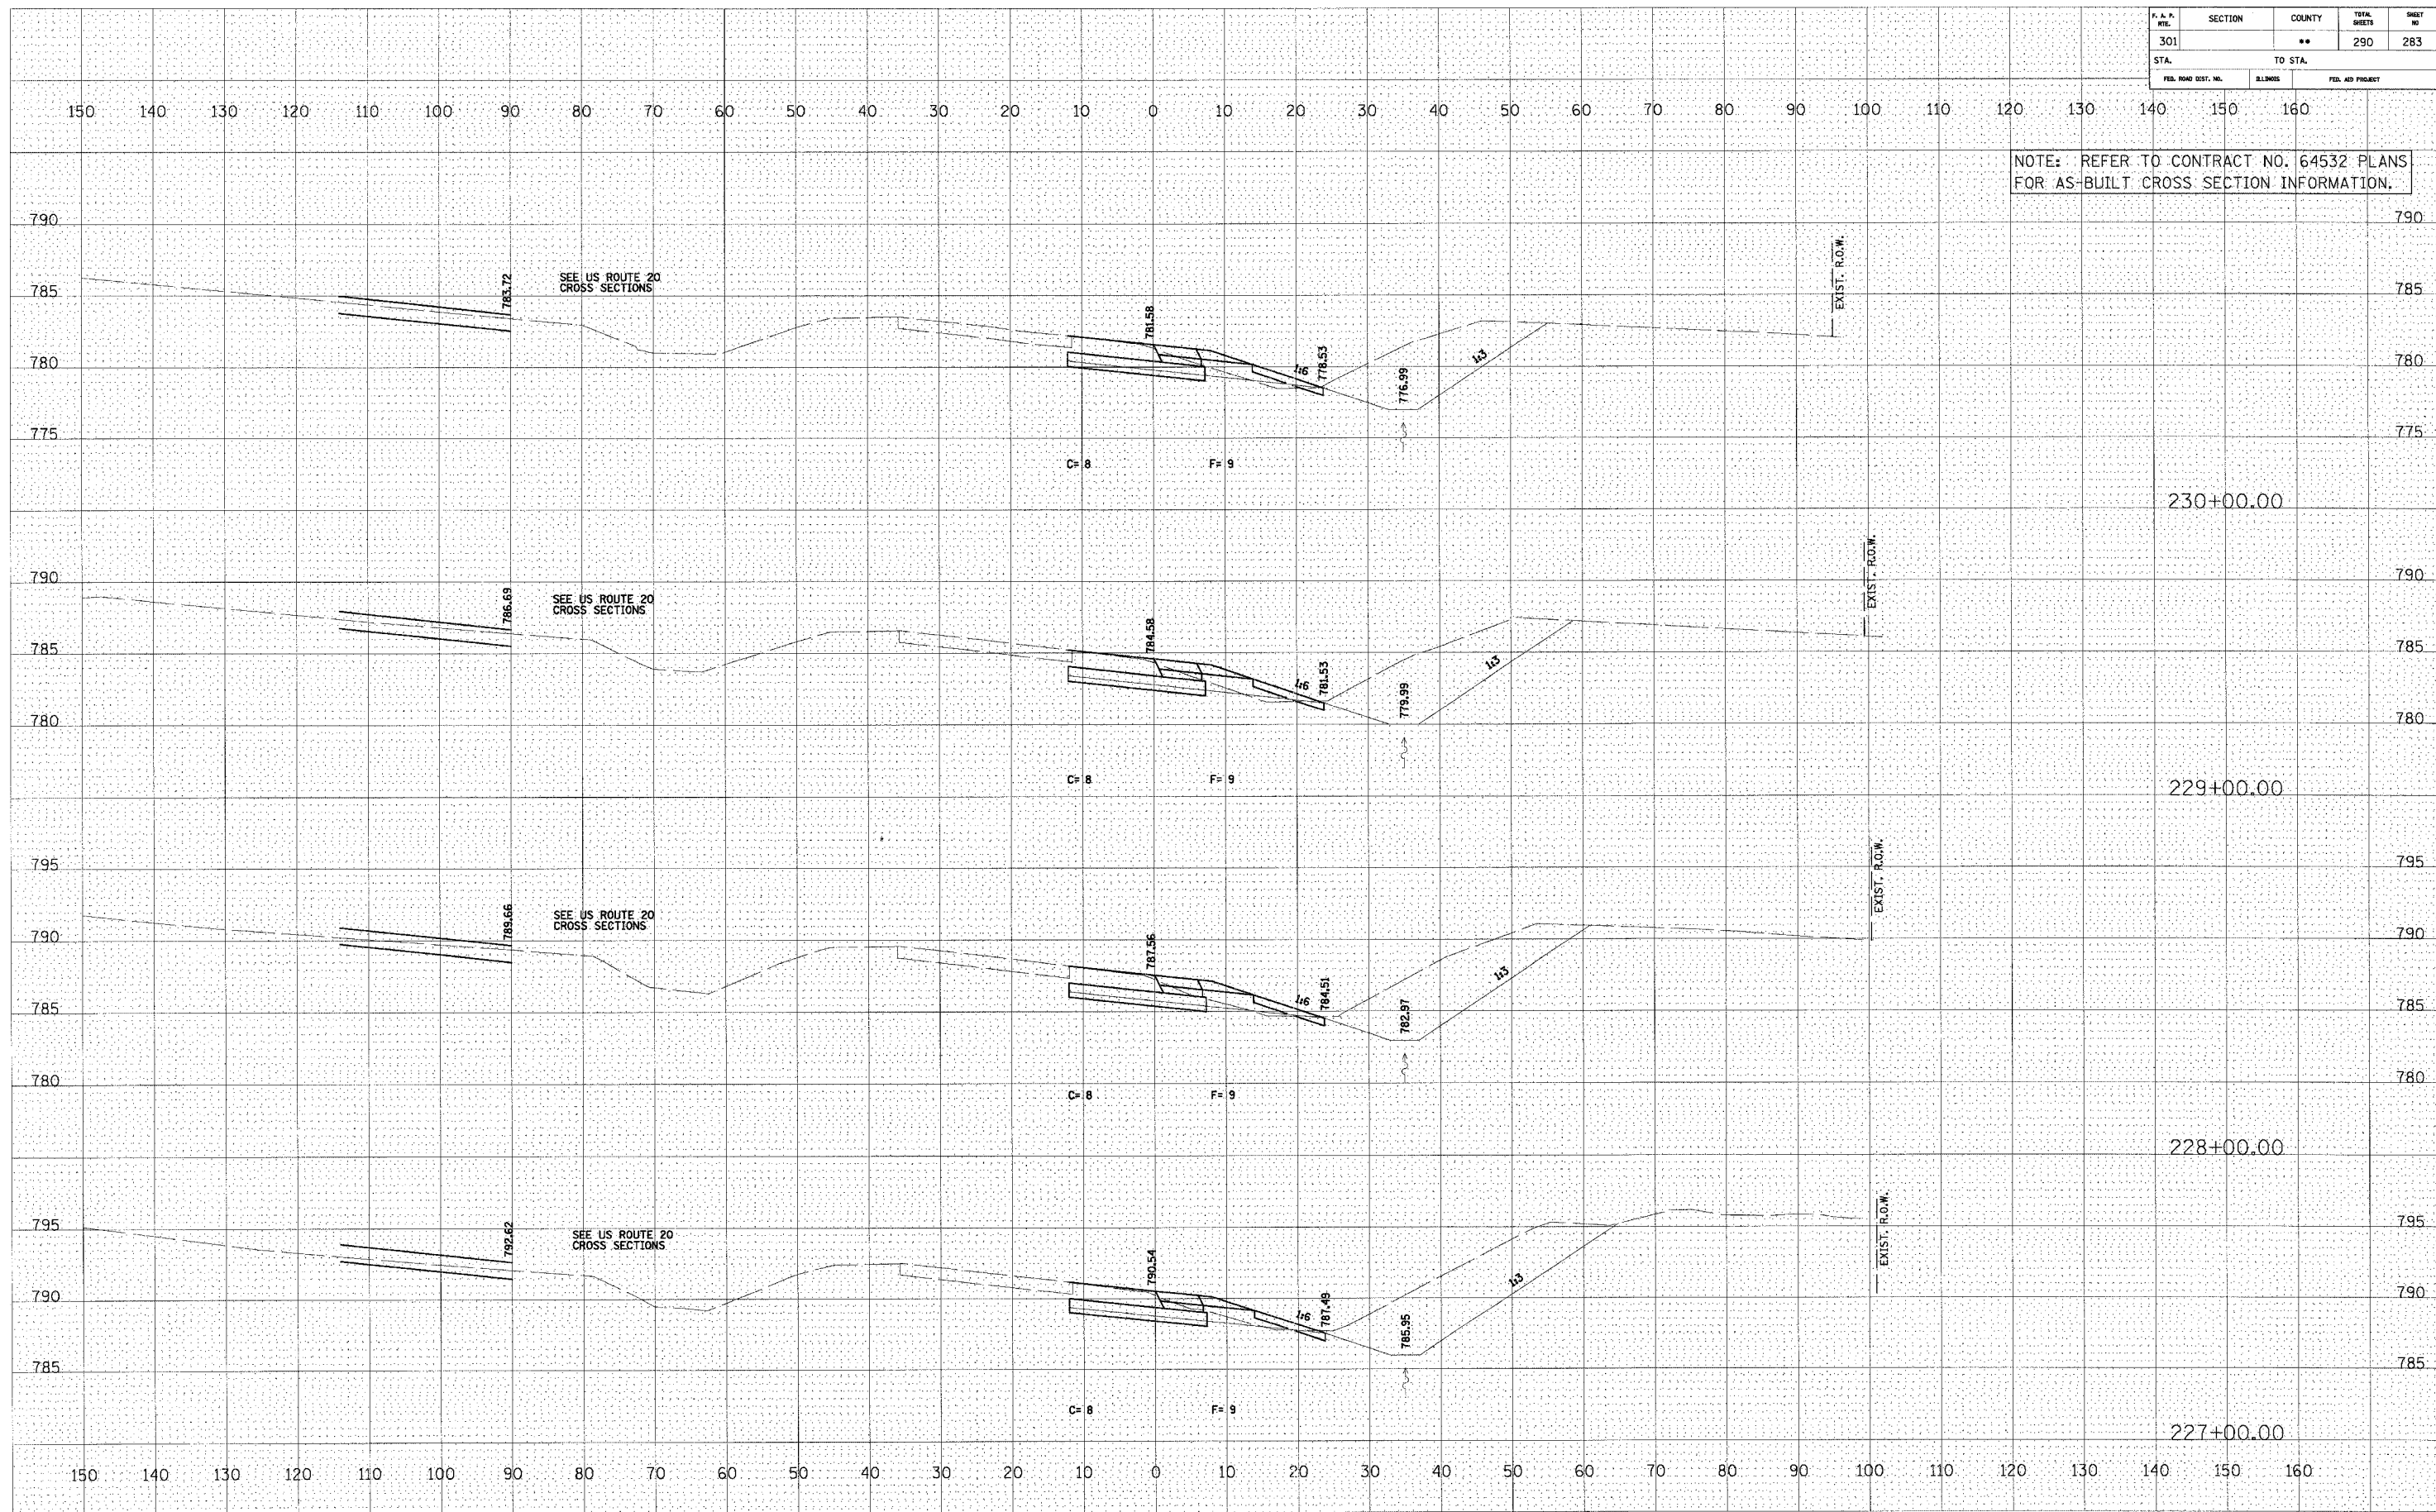 F. A. P. RTE. SECTION COUNTY TOTAL SHEETS SHEET NO
301 ** 290 283
STA. TO STA.
FED. ROAD DIST. NO. ILLINOIS FED. AID PROJECT
150 140 130 120 110 100 90 80 70 60 50 40 30 20 10 0 10 20 30 40 50 60 70 80 90 100 110 120 130 140 150 160
NOTE: REFER TO CONTRACT NO. 64532 PLANS
FOR AS-BUILT CROSS SECTION INFORMATION.
790 790
EXIST. R.O.W.
783.72
SEE US ROUTE 20
CROSS SECTIONS
785 785
781.58
778.53
776.99
1:6
1:3
780 780
775 775
C= 8 F= 9
230+00.00
EXIST. R.O.W.
790 790
786.69
SEE US ROUTE 20
CROSS SECTIONS
784.58
785 785
1:6
781.53
779.99
1:3
780 780
C= 8 F= 9
229+00.00
EXIST. R.O.W.
795 795
789.66
SEE US ROUTE 20
CROSS SECTIONS
790 790
787.56
1:6
784.51
782.97
1:3
785 785
780 780
C= 8 F= 9
228+00.00
EXIST. R.O.W.
795 795
792.62
SEE US ROUTE 20
CROSS SECTIONS
790.54
790 790
1:6
787.49
785.95
1:3
785 785
C= 8 F= 9
227+00.00
150 140 130 120 110 100 90 80 70 60 50 40 30 20 10 0 10 20 30 40 50 60 70 80 90 100 110 120 130 140 150 160